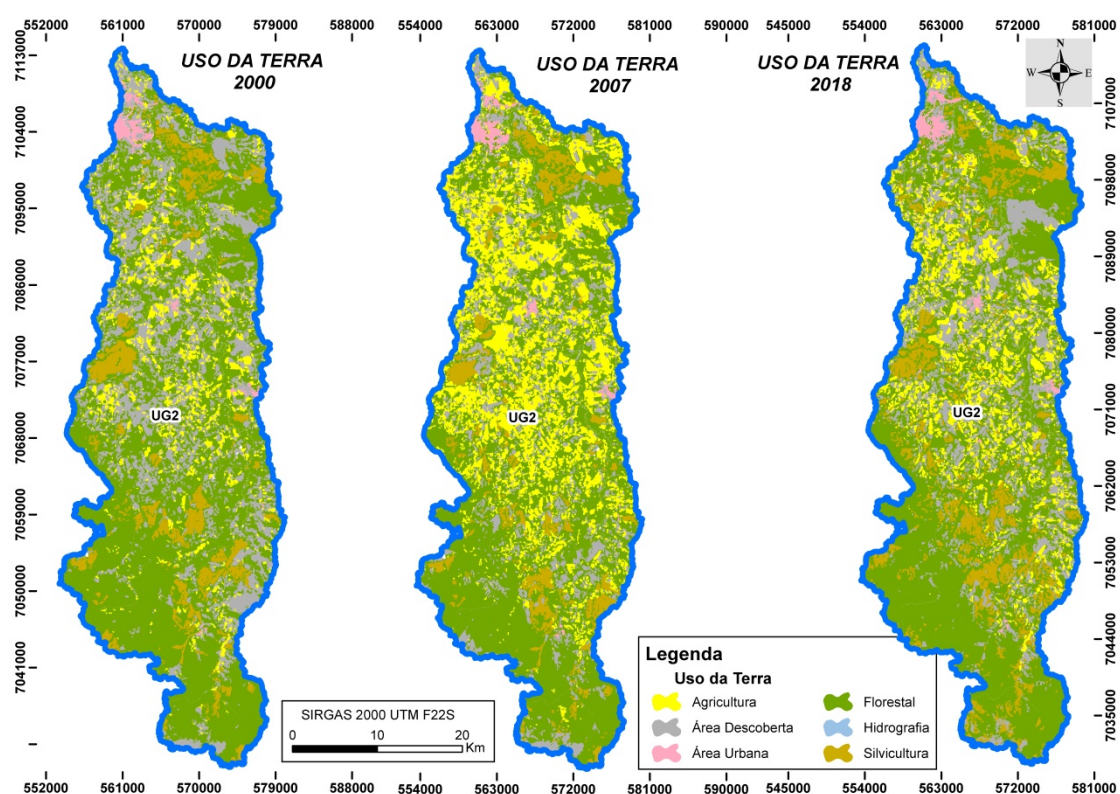 552000 561000 570000 579000 588000 554000 563000 572000 581000 590000 545000 554000 563000 572000 581000
USO DA TERRA
2000
USO DA TERRA
2007
USO DA TERRA
2018
N
W E
S
7113000
7104000
7095000
7086000
7077000
7068000
7059000
7050000
7041000
UG2
UG2
UG2
7107000
7098000
7089000
7080000
7071000
7062000
7053000
7044000
7035000
SIRGAS 2000 UTM F22S
0 10 20
Km
Legenda
Uso da Terra
Agricultura
Área Descoberta
Área Urbana
Florestal
Hidrografia
Silvicultura
552000 561000 570000 579000 588000 554000 563000 572000 581000 590000 545000 554000 563000 572000 581000